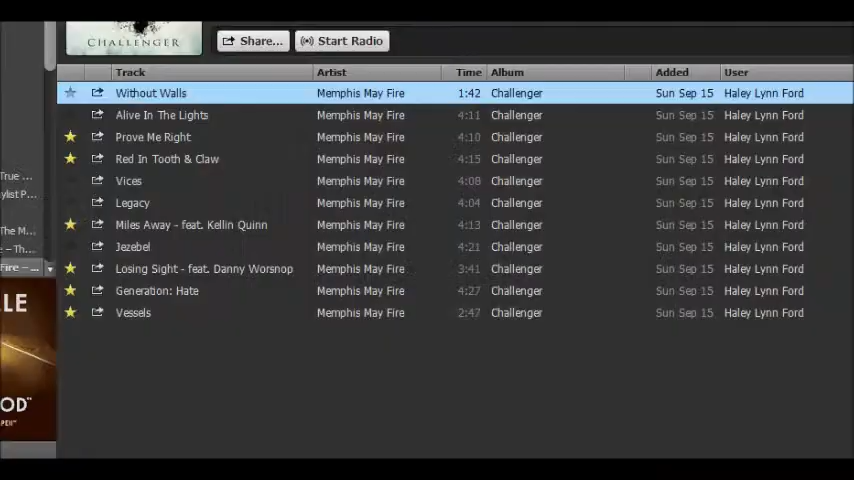 CHALLENGER
Share...
Start Radio
Track Artist Time Album Added User
Without Walls Memphis May Fire 1:42 Challenger Sun Sep 15 Haley Lynn Ford
Alive In The Lights Memphis May Fire 4:11 Challenger Sun Sep 15 Haley Lynn Ford
Prove Me Right Memphis May Fire 4:10 Challenger Sun Sep 15 Haley Lynn Ford
Red In Tooth & Claw Memphis May Fire 4:15 Challenger Sun Sep 15 Haley Lynn Ford
Vices Memphis May Fire 4:08 Challenger Sun Sep 15 Haley Lynn Ford
Legacy Memphis May Fire 4:04 Challenger Sun Sep 15 Haley Lynn Ford
Miles Away - feat. Kellin Quinn Memphis May Fire 4:13 Challenger Sun Sep 15 Haley Lynn Ford
Jezebel Memphis May Fire 4:21 Challenger Sun Sep 15 Haley Lynn Ford
Losing Sight - feat. Danny Worsnop Memphis May Fire 3:41 Challenger Sun Sep 15 Haley Lynn Ford
Generation: Hate Memphis May Fire 4:27 Challenger Sun Sep 15 Haley Lynn Ford
Vessels Memphis May Fire 2:47 Challenger Sun Sep 15 Haley Lynn Ford
True ...
ylist P...
The M...
e – Th...
Fire – ...
LE
OD™